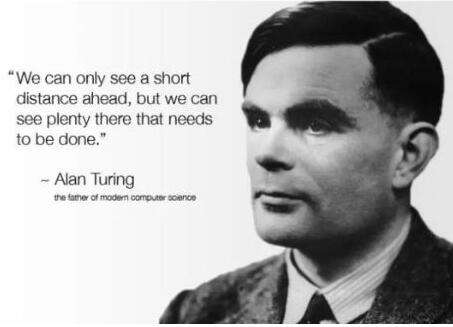 “We can only see a short
distance ahead, but we can
see plenty there that needs
to be done.”
~ Alan Turing
the father of modern computer science